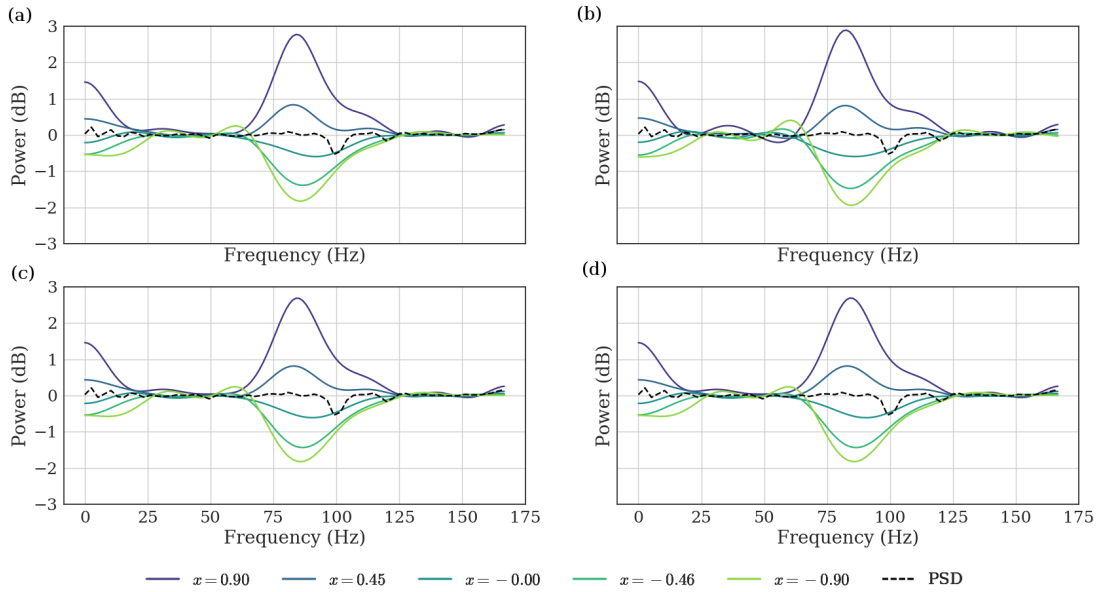 (a)
(b)
3
2
1
0
−1
−2
−3
Power (dB)
Power (dB)
Frequency (Hz)
Frequency (Hz)
(c)
(d)
3
2
1
0
−1
−2
−3
Power (dB)
Power (dB)
0 25 50 75 100 125 150 175
0 25 50 75 100 125 150 175
Frequency (Hz)
Frequency (Hz)
x = 0.90 x = 0.45 x = −0.00 x = −0.46 x = −0.90 PSD